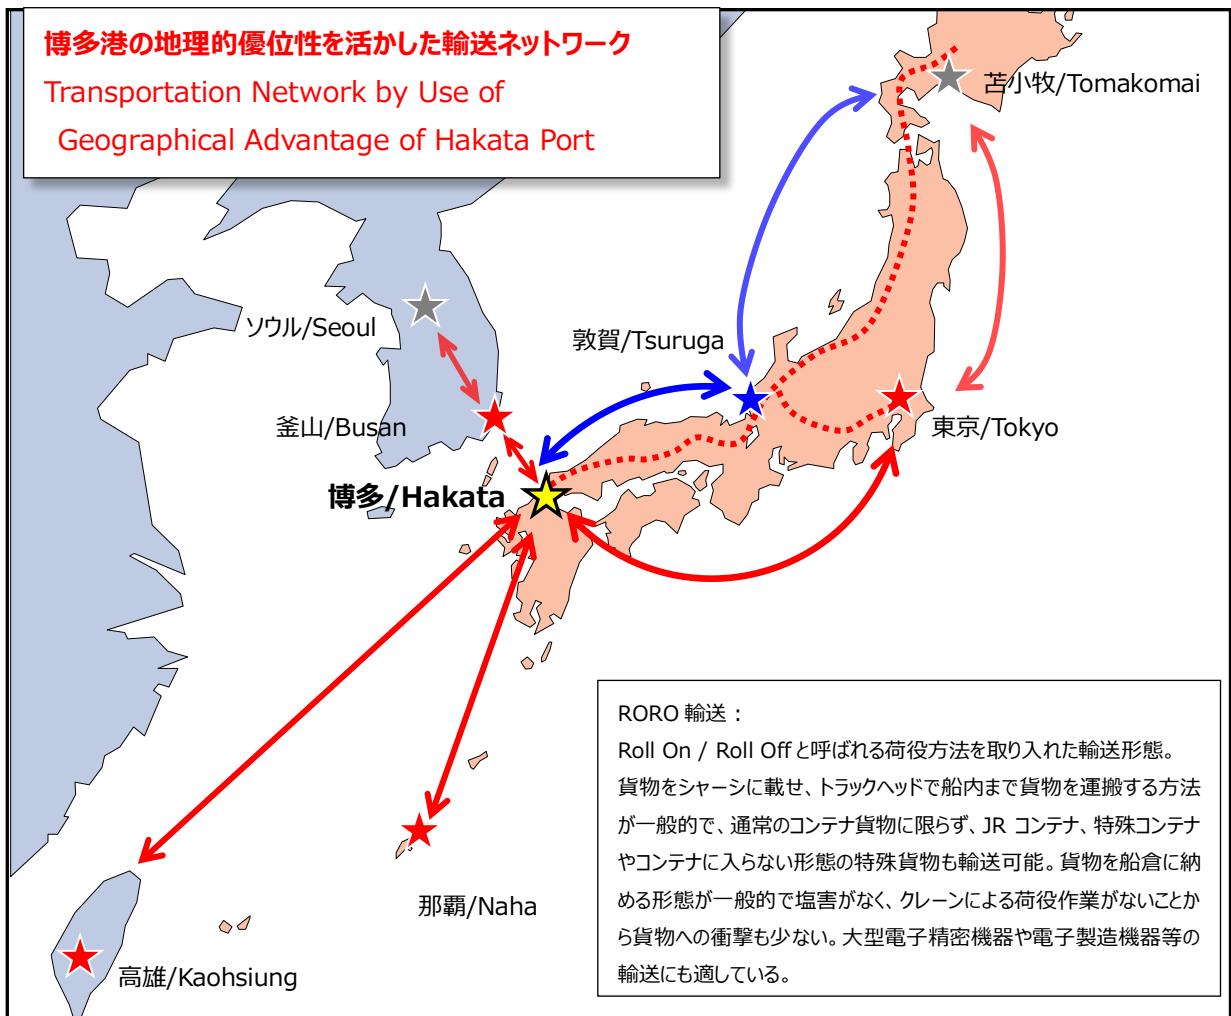 博多港の地理的優位性を活かした輸送ネットワーク
Transportation Network by Use of
Geographical Advantage of Hakata Port
苫小牧/Tomakomai
ソウル/Seoul
敦賀/Tsuruga
釜山/Busan
東京/Tokyo
博多/Hakata
那覇/Naha
高雄/Kaohsiung
RORO 輸送：
Roll On / Roll Off と呼ばれる荷役方法を取り入れた輸送形態。
貨物をシャーシに載せ、トラックヘッドで船内まで貨物を運搬する方法
が一般的で、通常のコンテナ貨物に限らず、JR コンテナ、特殊コンテナ
やコンテナに入らない形態の特殊貨物も輸送可能。貨物を船倉に納
める形態が一般的で塩害がなく、クレーンによる荷役作業がないことか
ら貨物への衝撃も少ない。大型電子精密機器や電子製造機器等の
輸送にも適している。